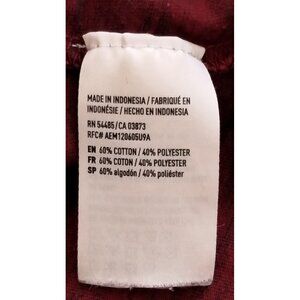 MADE IN INDONESIA / FABRIQUÉ EN
INDONÉSIE / HECHO EN INDONESIA
RN 54485 / CA 03873
RFC# AEM120605U9A
EN 60% COTTON / 40% POLYESTER
FR 60% COTON / 40% POLYESTER
SP 60% algodón / 40% poliéster